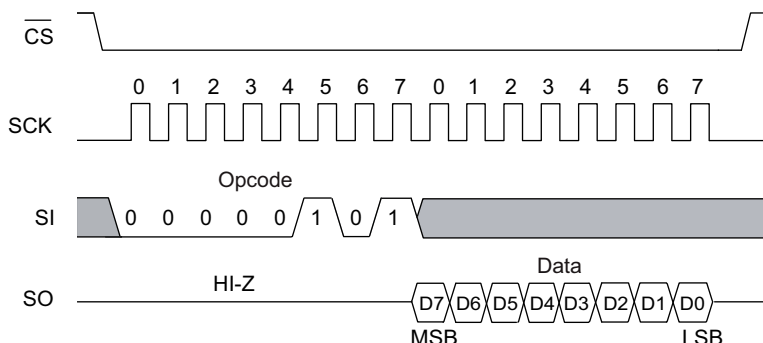 CS
0 1 2 3 4 5 6 7 0 1 2 3 4 5 6 7
SCK
Opcode
SI 0 0 0 0 0 1 0 1
Data
HI-Z
SO D7 D6 D5 D4 D3 D2 D1 D0
MSB LSB